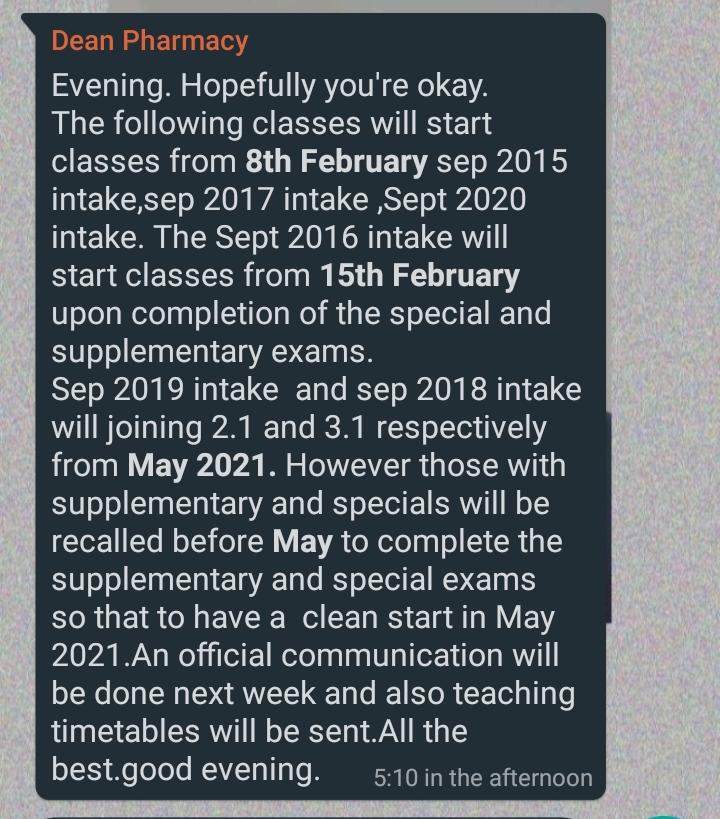 Dean Pharmacy
Evening. Hopefully you're okay.
The following classes will start
classes from 8th February sep 2015
intake,sep 2017 intake ,Sept 2020
intake. The Sept 2016 intake will
start classes from 15th February
upon completion of the special and
supplementary exams.
Sep 2019 intake  and sep 2018 intake
will joining 2.1 and 3.1 respectively
from May 2021. However those with
supplementary and specials will be
recalled before May to complete the
supplementary and special exams
so that to have a  clean start in May
2021.An official communication will
be done next week and also teaching
timetables will be sent.All the
best.good evening.
5:10 in the afternoon